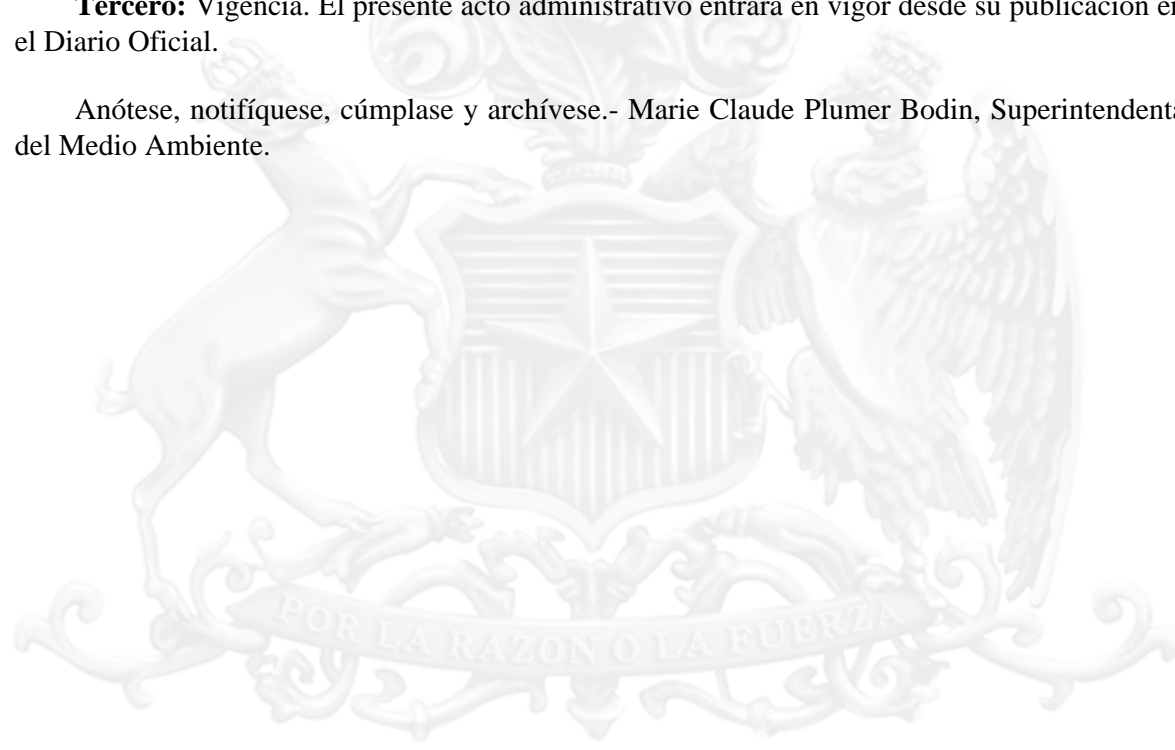 Tercero: Vigencia. El presente acto administrativo entrará en vigor desde su publicación en
el Diario Oficial.
Anótese, notifíquese, cúmplase y archívese.- Marie Claude Plumer Bodin, Superintendenta
del Medio Ambiente.
POR LA RAZON O LA FUERZA